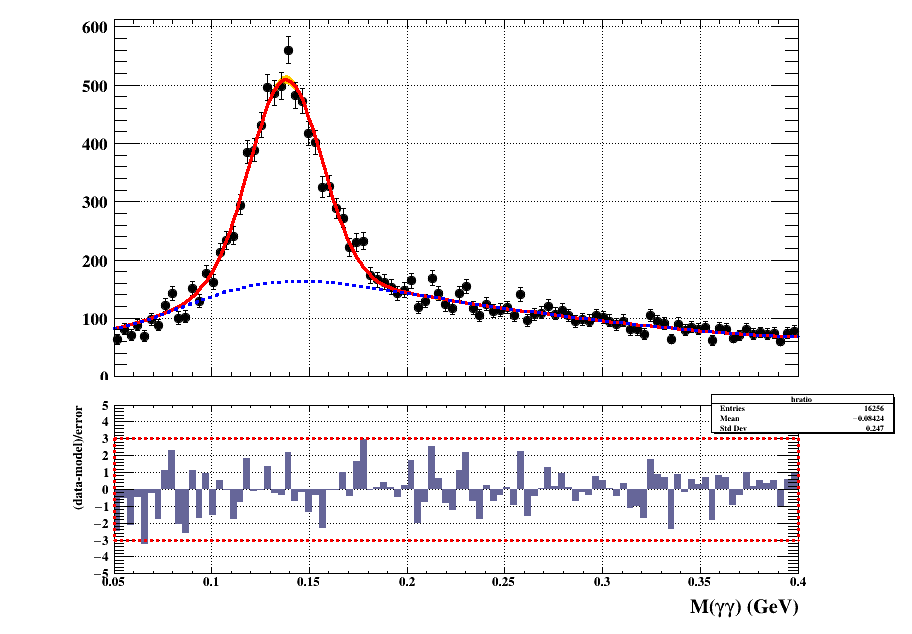 600
500
400
300
200
100
0
hratio
Entries 16256
Mean −0.08424
Std Dev 0.247
(data-model)/error
5
4
3
2
1
0
−1
−2
−3
−4
−5
0.05 0.1 0.15 0.2 0.25 0.3 0.35 0.4
M(γγ) (GeV)